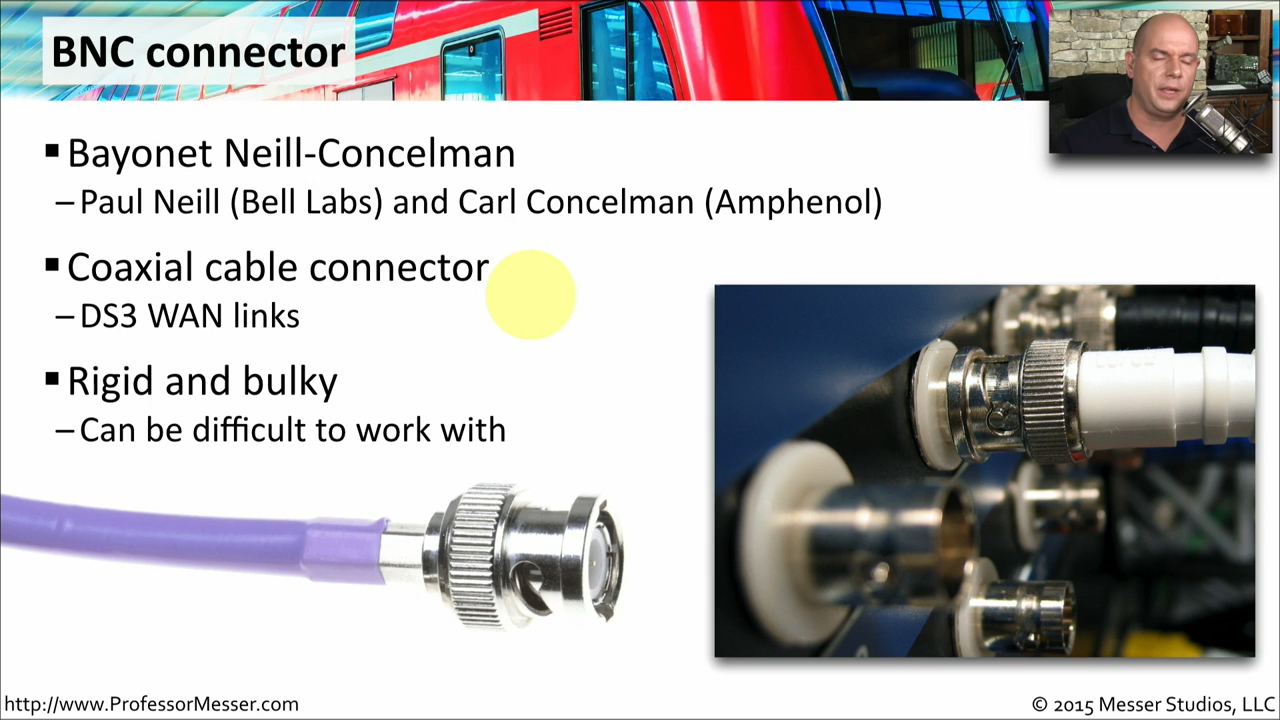 BNC connector
▪ Bayonet Neill-Concelman
– Paul Neill (Bell Labs) and Carl Concelman (Amphenol)
▪ Coaxial cable connector
– DS3 WAN links
▪ Rigid and bulky
– Can be difficult to work with
http://www.ProfessorMesser.com
© 2015 Messer Studios, LLC